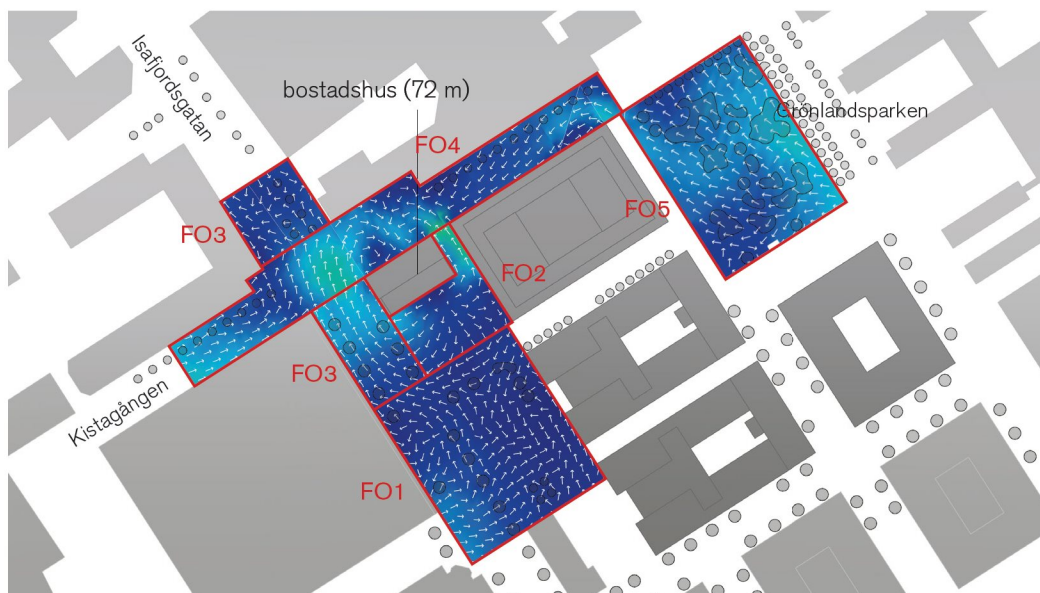 Isafjordsgatan
bostadshus (72 m)
Grönlandsparken
FO4
FO3
FO5
FO2
FO3
Kistagången
FO1